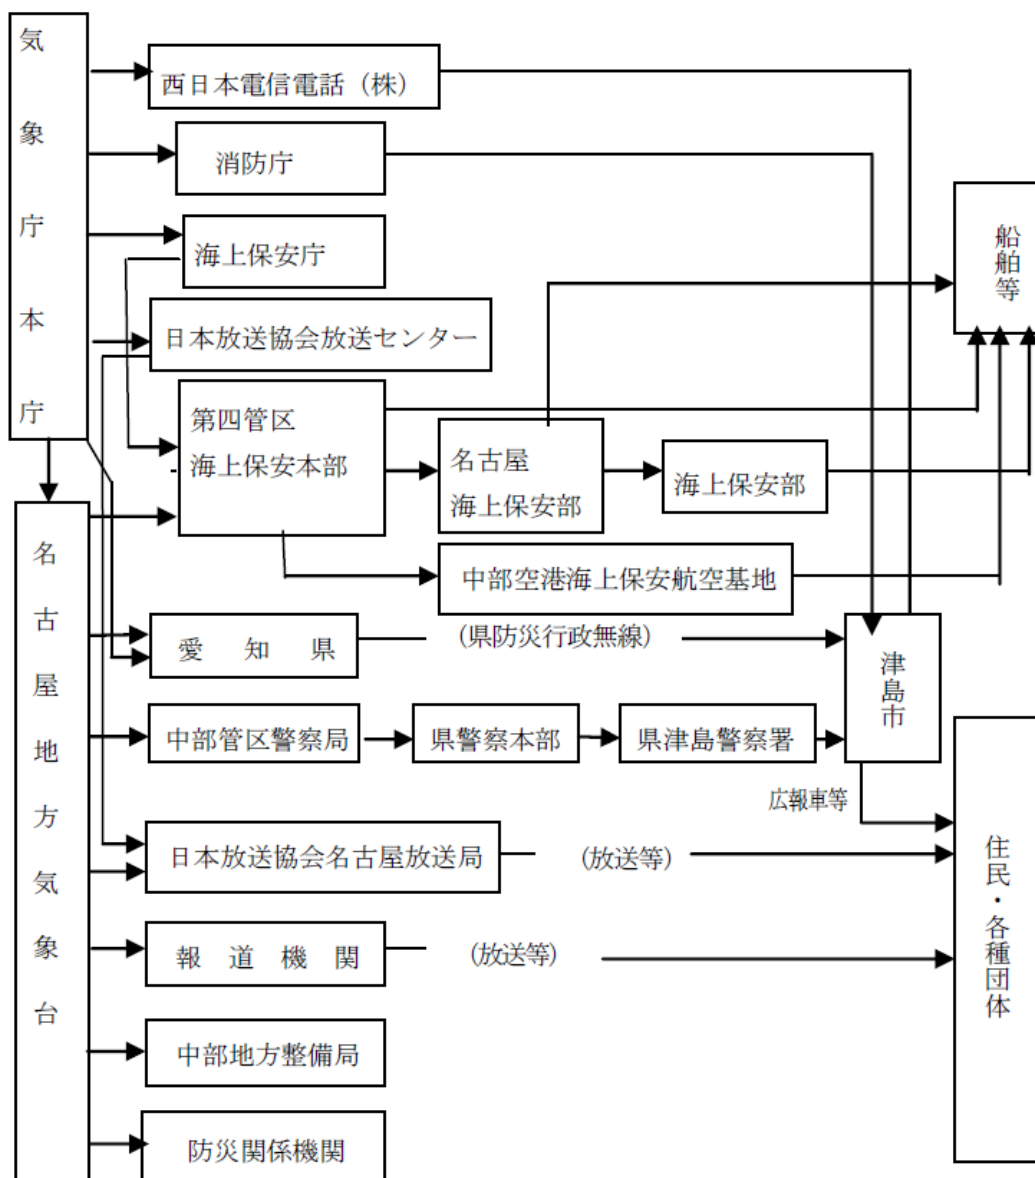 気象庁本庁
西日本電信電話（株）
消防庁
海上保安庁
日本放送協会放送センター
第四管区
海上保安本部
名古屋
海上保安部
海上保安部
中部空港海上保安航空基地
船舶等
名古屋地方気象台
愛　知　県
(県防災行政無線)
津島市
中部管区警察局
県警察本部
県津島警察署
広報車等
日本放送協会名古屋放送局
(放送等)
報　道　機　関
(放送等)
住民・各種団体
中部地方整備局
防災関係機関